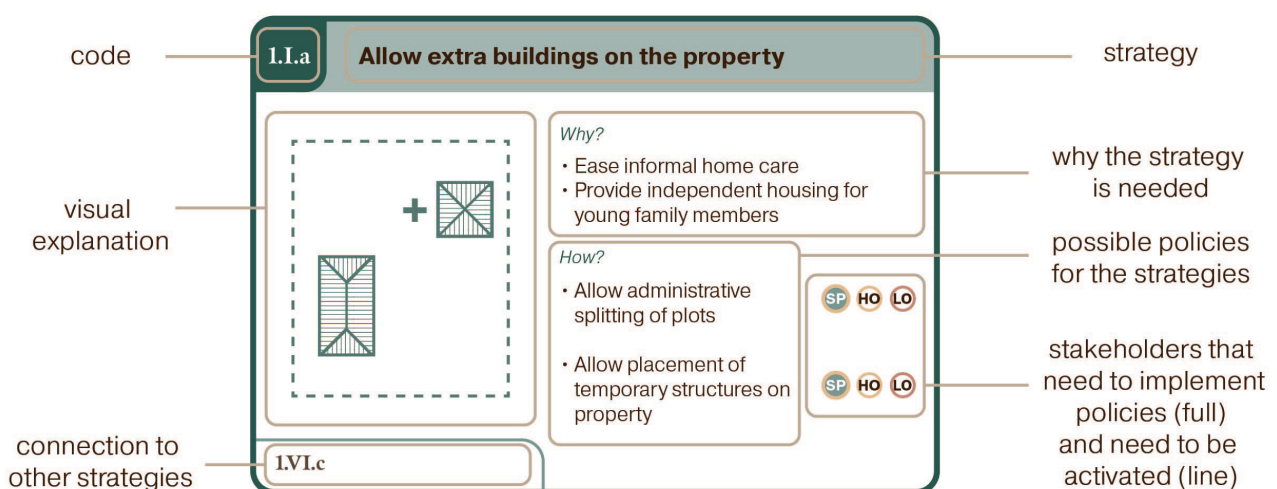 code
1.I.a
Allow extra buildings on the property
strategy
visual
explanation
Why?
• Ease informal home care
• Provide independent housing for
young family members
why the strategy
is needed
How?
• Allow administrative
splitting of plots
SP HO LO
• Allow placement of
temporary structures on
property
SP HO LO
possible policies
for the strategies
stakeholders that
need to implement
policies (full)
and need to be
activated (line)
connection to
other strategies
1.VI.c